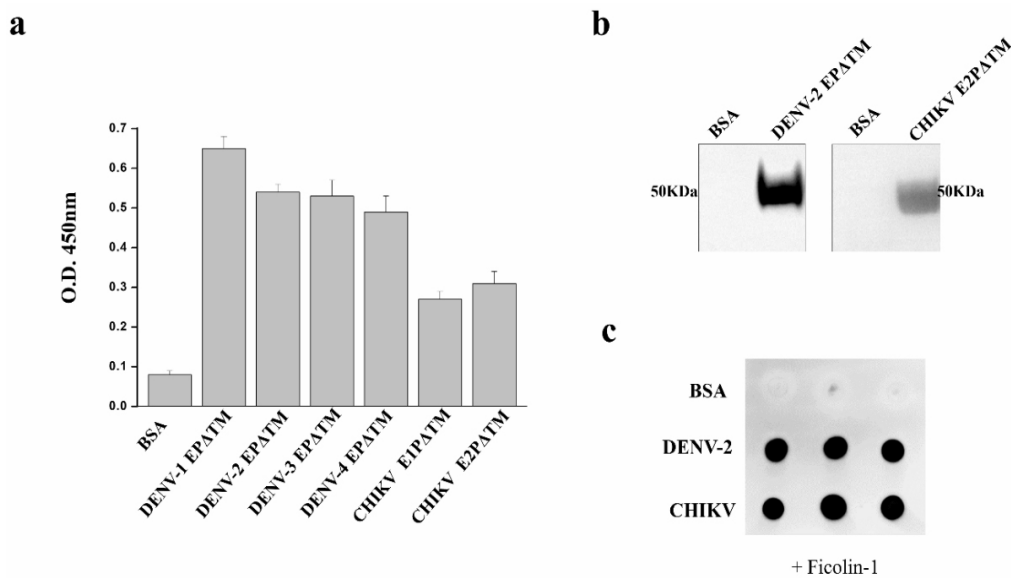 a
O.D. 450nm
0.7
0.6
0.5
0.4
0.3
0.2
0.1
0.0
BSA
DENV-1 EPΔTM
DENV-2 EPΔTM
DENV-3 EPΔTM
DENV-4 EPΔTM
CHIKV E1PΔTM
CHIKV E2PΔTM
b
BSA
DENV-2 EPΔTM
BSA
CHIKV E2PΔTM
50KDa
50KDa
c
BSA
DENV-2
CHIKV
+ Ficolin-1